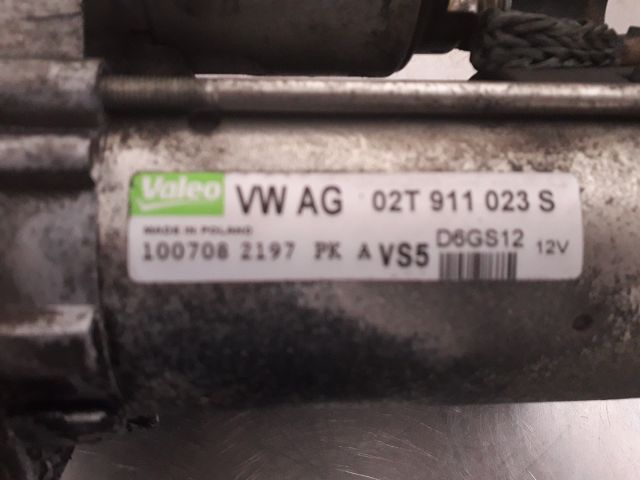 Valeo VW AG 02T 911 023 S
MADE IN POLAND
100708 2197 PK A VS5 D6GS12 12V